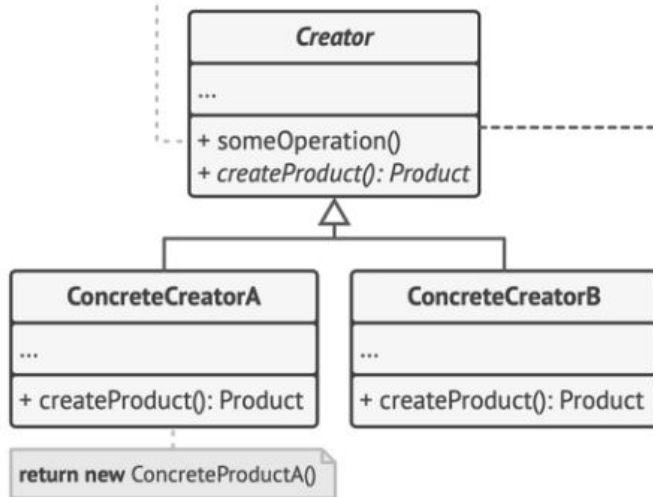 Creator
...
+ someOperation()
+ createProduct(): Product
ConcreteCreatorA
...
+ createProduct(): Product
return new ConcreteProductA()
ConcreteCreatorB
...
+ createProduct(): Product